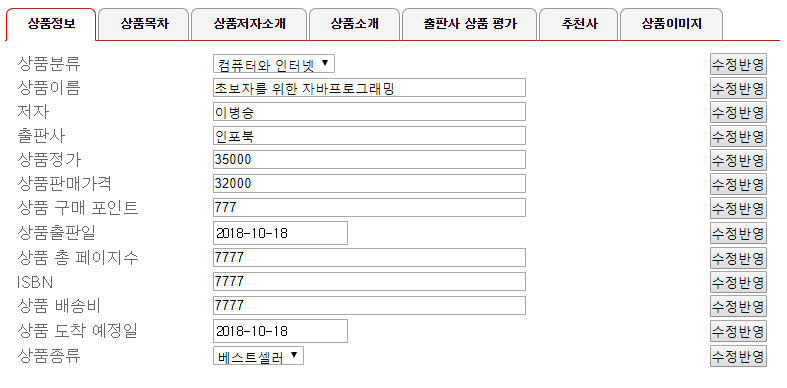 상품정보 상품목차 상품저자소개 상품소개 출판사 상품 평가 추천사 상품이미지
상품분류 컴퓨터와 인터넷 수정반영
상품이름 초보자를 위한 자바프로그래밍 수정반영
저자 이병승 수정반영
출판사 인포북 수정반영
상품정가 35000 수정반영
상품판매가격 32000 수정반영
상품 구매 포인트 777 수정반영
상품출판일 2018-10-18 수정반영
상품 총 페이지수 7777 수정반영
ISBN 7777 수정반영
상품 배송비 7777 수정반영
상품 도착 예정일 2018-10-18 수정반영
상품종류 베스트셀러 수정반영